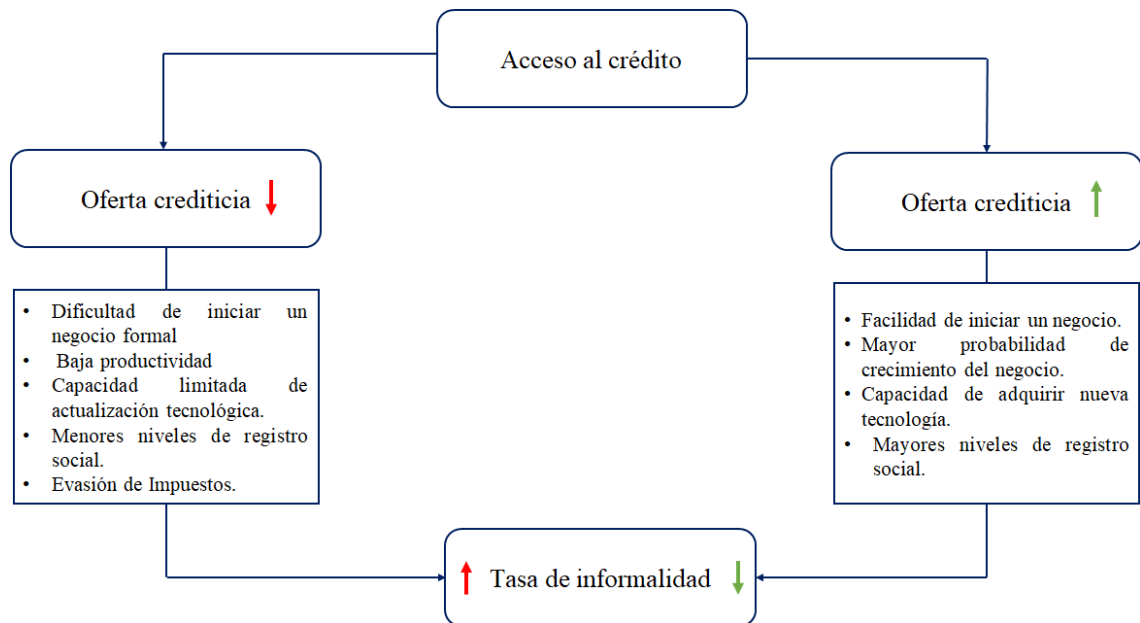 Acceso al crédito
Oferta crediticia
Oferta crediticia
• Dificultad de iniciar un
negocio formal
• Baja productividad
• Capacidad limitada de
actualización tecnológica.
• Menores niveles de registro
social.
• Evasión de Impuestos.
• Facilidad de iniciar un negocio.
• Mayor probabilidad de
crecimiento del negocio.
• Capacidad de adquirir nueva
tecnología.
• Mayores niveles de registro
social.
Tasa de informalidad